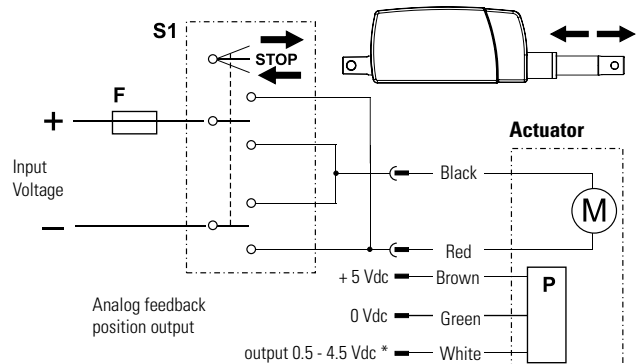 S1
STOP
F
+
Input
Voltage
–
Actuator
Black
M
Red
+ 5 Vdc
Brown
P
0 Vdc
Green
output 0.5 - 4.5 Vdc *
White
Analog feedback
position output